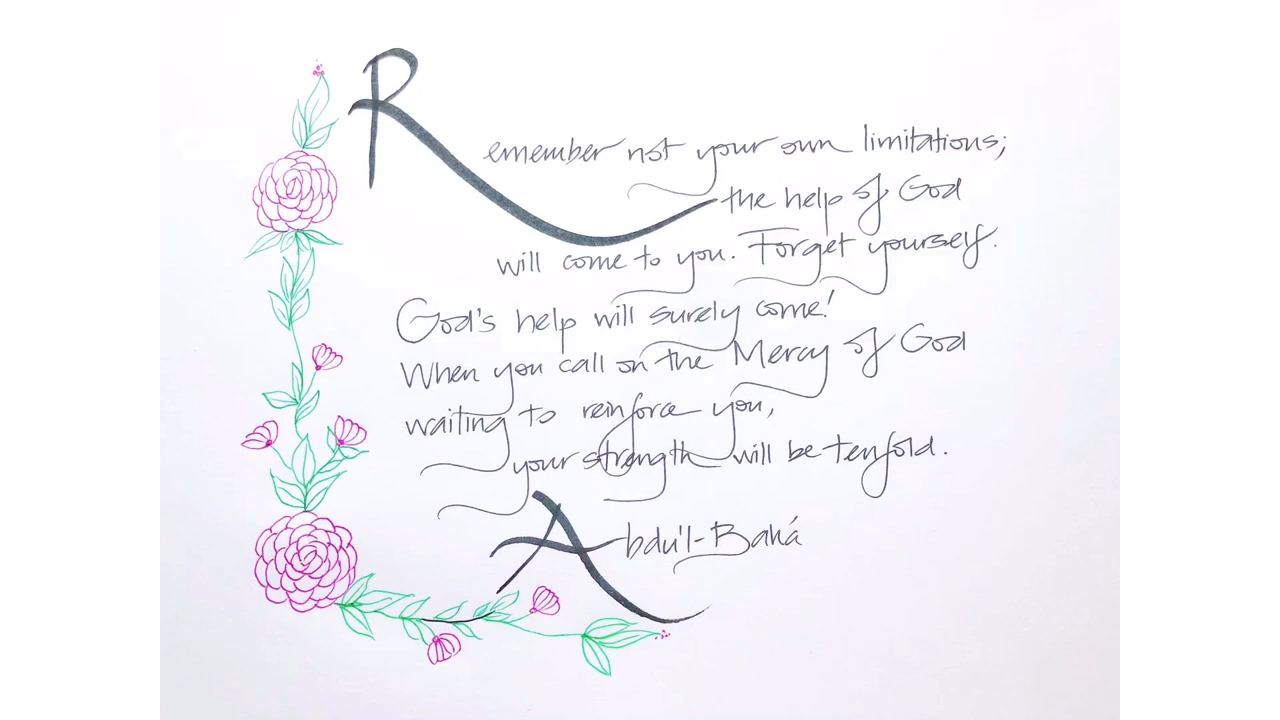 Remember not your own limitations;
the help of God
will come to you. Forget yourself.
God's help will surely come!
When you call on the Mercy of God
waiting to reinforce you,
your strength will be tenfold.
Abdu'l-Bahá